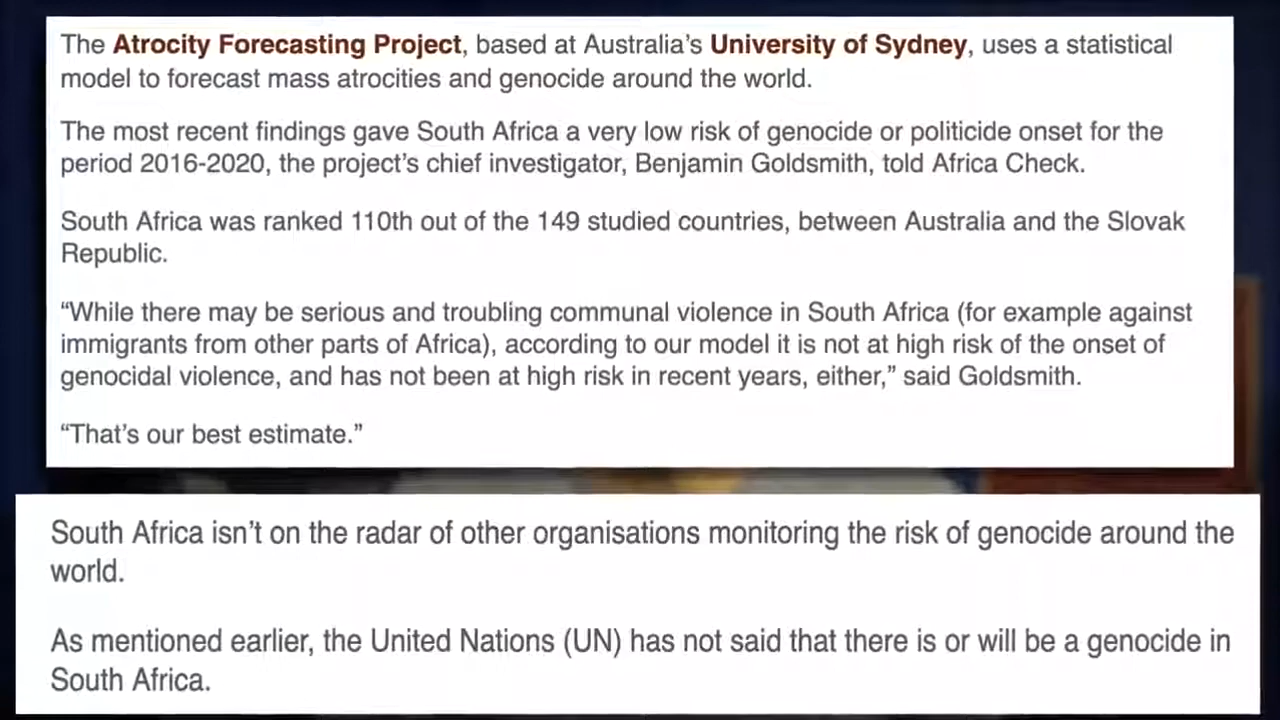 The Atrocity Forecasting Project, based at Australia’s University of Sydney, uses a statistical
model to forecast mass atrocities and genocide around the world.
The most recent findings gave South Africa a very low risk of genocide or politicide onset for the
period 2016-2020, the project’s chief investigator, Benjamin Goldsmith, told Africa Check.
South Africa was ranked 110th out of the 149 studied countries, between Australia and the Slovak
Republic.
“While there may be serious and troubling communal violence in South Africa (for example against
immigrants from other parts of Africa), according to our model it is not at high risk of the onset of
genocidal violence, and has not been at high risk in recent years, either,” said Goldsmith.
“That’s our best estimate.”
South Africa isn’t on the radar of other organisations monitoring the risk of genocide around the
world.
As mentioned earlier, the United Nations (UN) has not said that there is or will be a genocide in
South Africa.